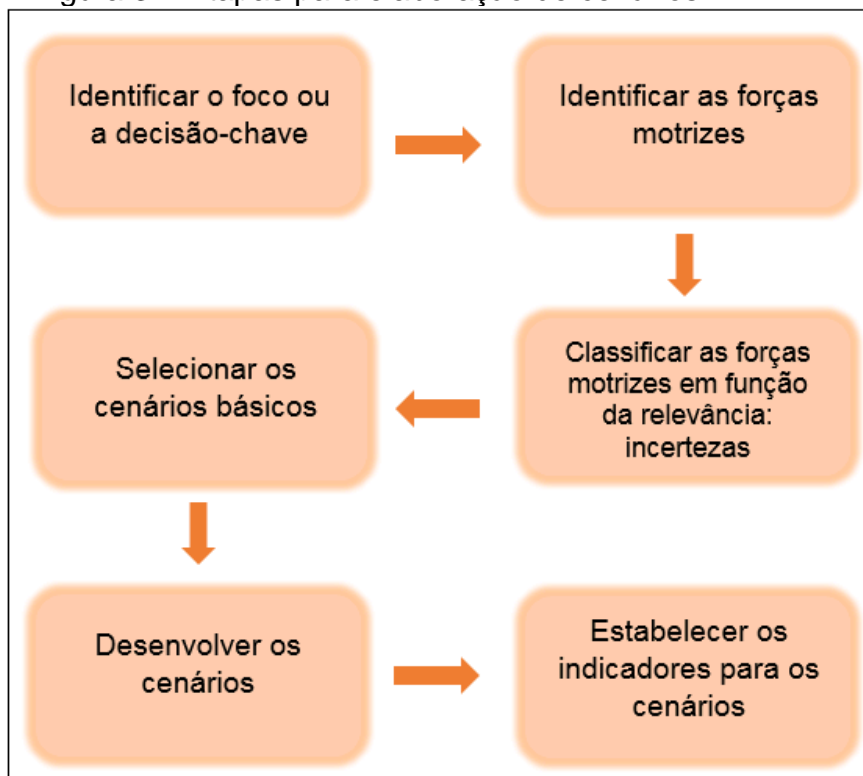 Identificar o foco ou
a decisão-chave
Identificar as forças
motrizes
Classificar as forças
motrizes em função
da relevância:
incertezas
Selecionar os
cenários básicos
Desenvolver os
cenários
Estabelecer os
indicadores para os
cenários